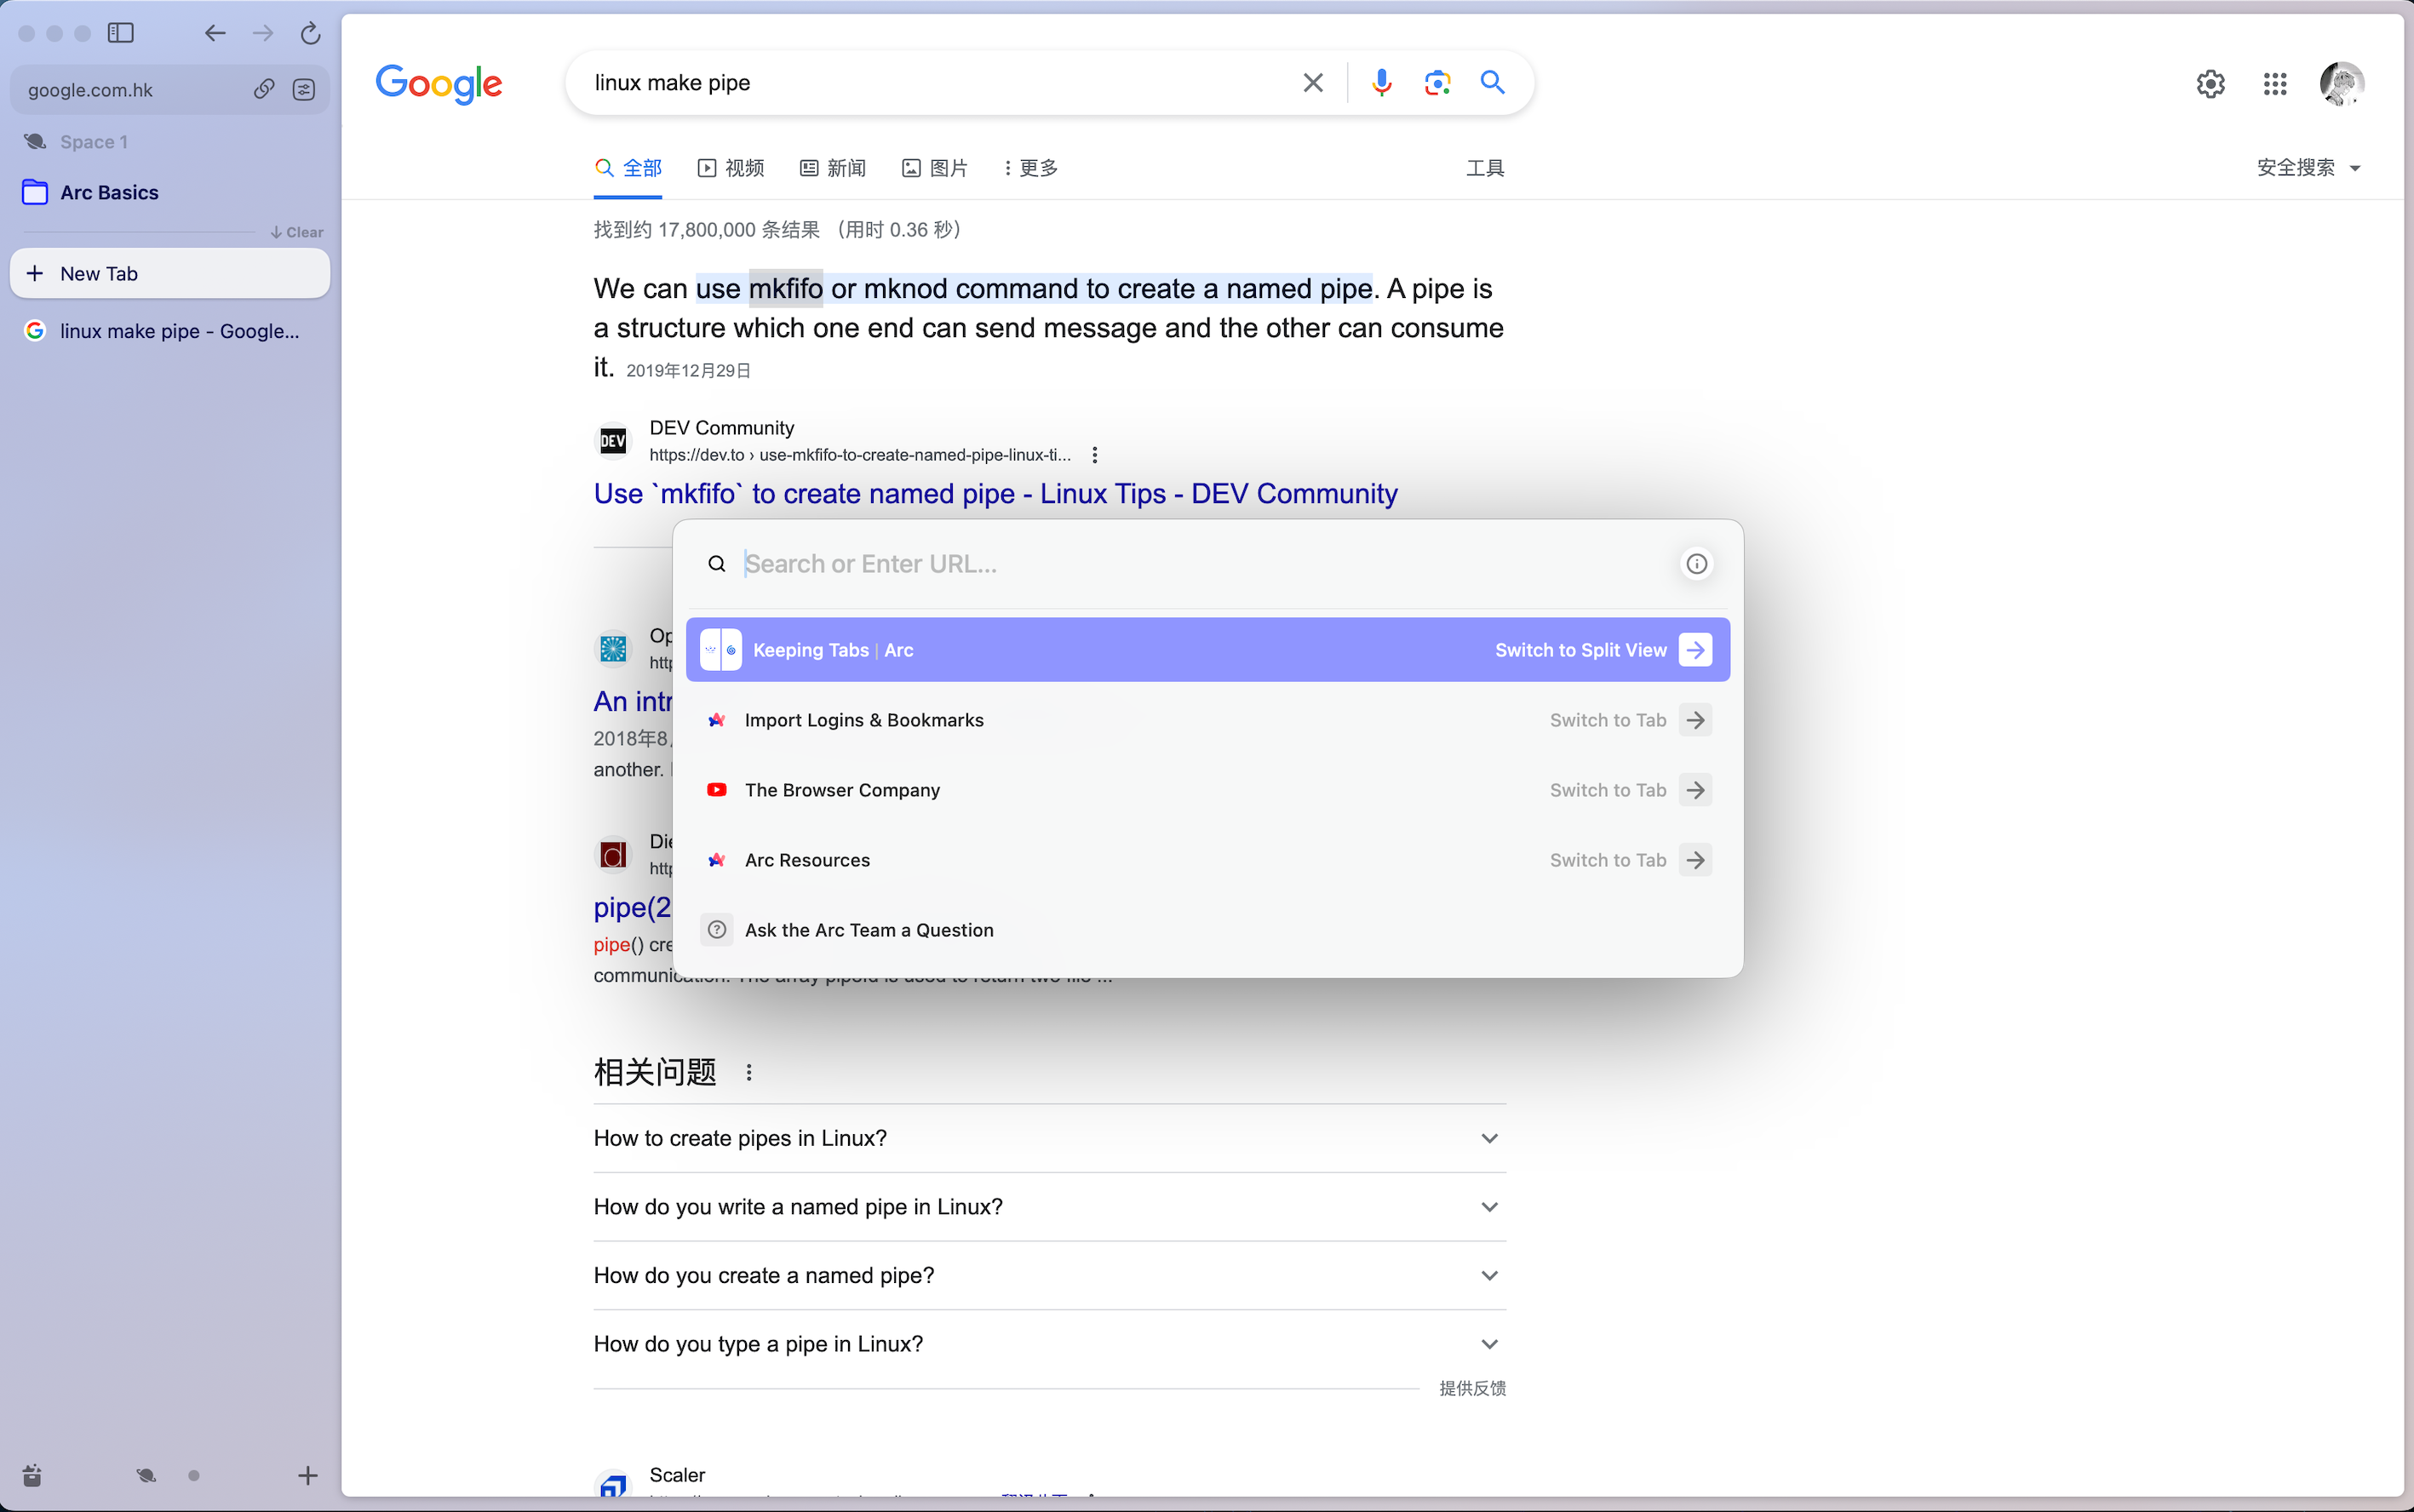 google.com.hk
Space 1
Arc Basics
Clear
New Tab
linux make pipe - Google...
Google
linux make pipe
全部
视频
新闻
图片
更多
工具
安全搜索
找到约 17,800,000 条结果 （用时 0.36 秒）
We can use mkfifo or mknod command to create a named pipe. A pipe is
a structure which one end can send message and the other can consume
it. 2019年12月29日
DEV
DEV Community
https://dev.to › use-mkfifo-to-create-named-pipe-linux-ti...
Use `mkfifo` to create named pipe - Linux Tips - DEV Community
Search or Enter URL...
Keeping Tabs | Arc
Switch to Split View
Import Logins & Bookmarks
Switch to Tab
The Browser Company
Switch to Tab
Arc Resources
Switch to Tab
Ask the Arc Team a Question
An
2018年8
another.
pipe(2
pipe()
相关问题
How to create pipes in Linux?
How do you write a named pipe in Linux?
How do you create a named pipe?
How do you type a pipe in Linux?
提供反馈
Scaler